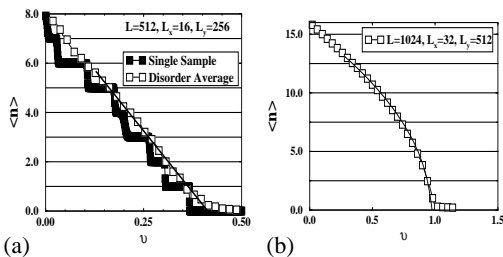 8.0
6.0
4.0
2.0
0.0
<n>
L=512, Lx=16, Ly=256
Single Sample
Disorder Average
0.00
0.25
0.50
υ
(a)
15.0
10.0
5.0
0.0
<n>
L=1024, Lx=32, Ly=512
0.0
0.5
1.0
1.5
υ
(b)